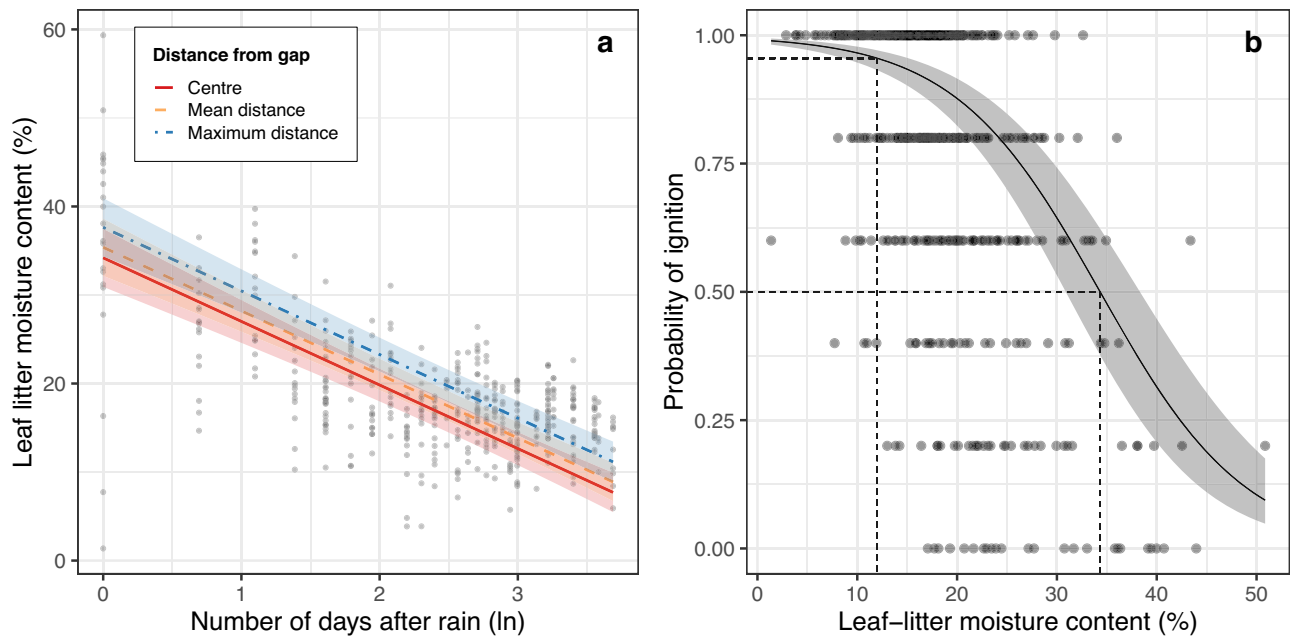 a
Distance from gap
Centre
Mean distance
Maximum distance
60
40
20
0
Leaf litter moisture content (%)
0 1 2 3
Number of days after rain (ln)
b
1.00
0.75
0.50
0.25
0.00
Probability of ignition
0 10 20 30 40 50
Leaf−litter moisture content (%)